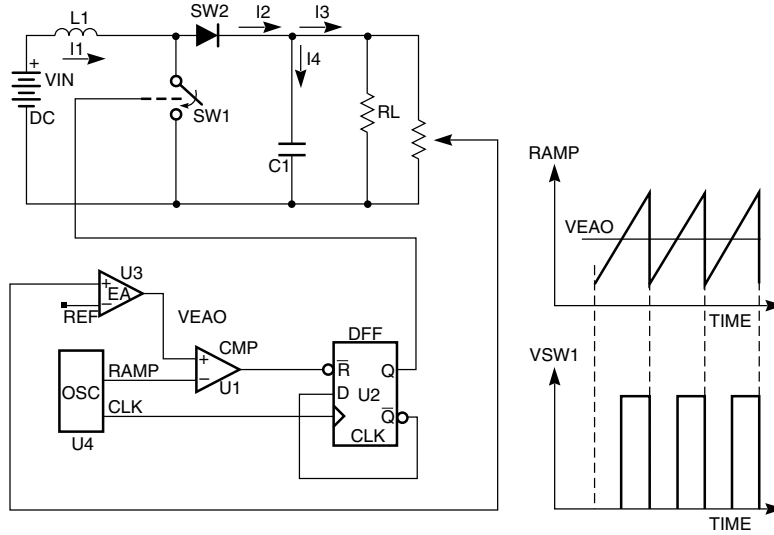 L1
SW2
I2
I3
I1
I4
+
VIN
DC
SW1
RL
C1
RAMP
VEAO
TIME
U3
+
EA
−
REF
VEAO
DFF
CMP
+
−
U1
R̅
Q
D
U2
Q̅
CLK
OSC
RAMP
CLK
U4
VSW1
TIME